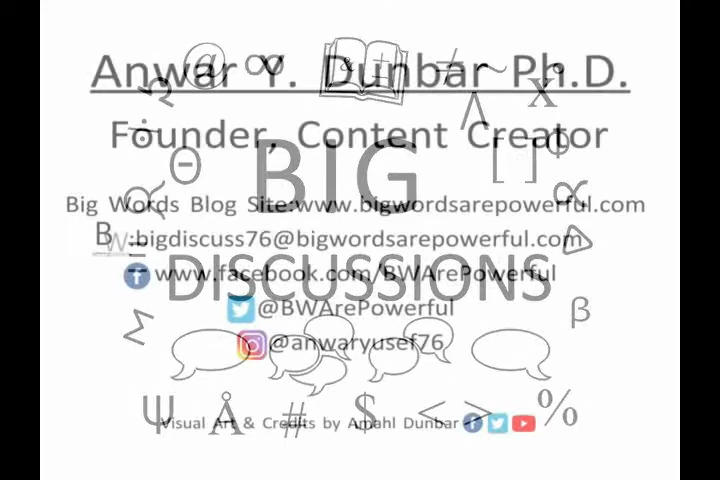 Anwar Y. Dunbar Ph.D.
Founder, Content Creator
BIG
Big Words Blog Site:www.bigwordsarepowerful.com
:bigdiscuss76@bigwordsarepowerful.com
www.facebook.com/BWArePowerful
DISCUSSIONS
@BWArePowerful
@anwaryusef76
Visual Art & Credits by Amahl Dunbar